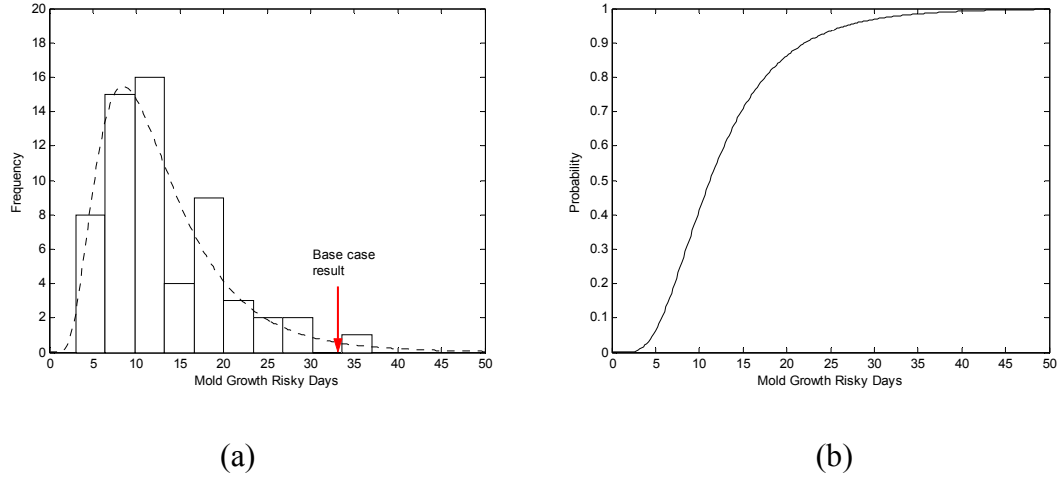 20
18
16
14
12
10
8
6
4
2
0
Frequency
Base case
result
0 5 10 15 20 25 30 35 40 45 50
Mold Growth Risky Days
(a)
1
0.9
0.8
0.7
0.6
0.5
0.4
0.3
0.2
0.1
0
Probability
0 5 10 15 20 25 30 35 40 45 50
Mold Growth Risky Days
(b)